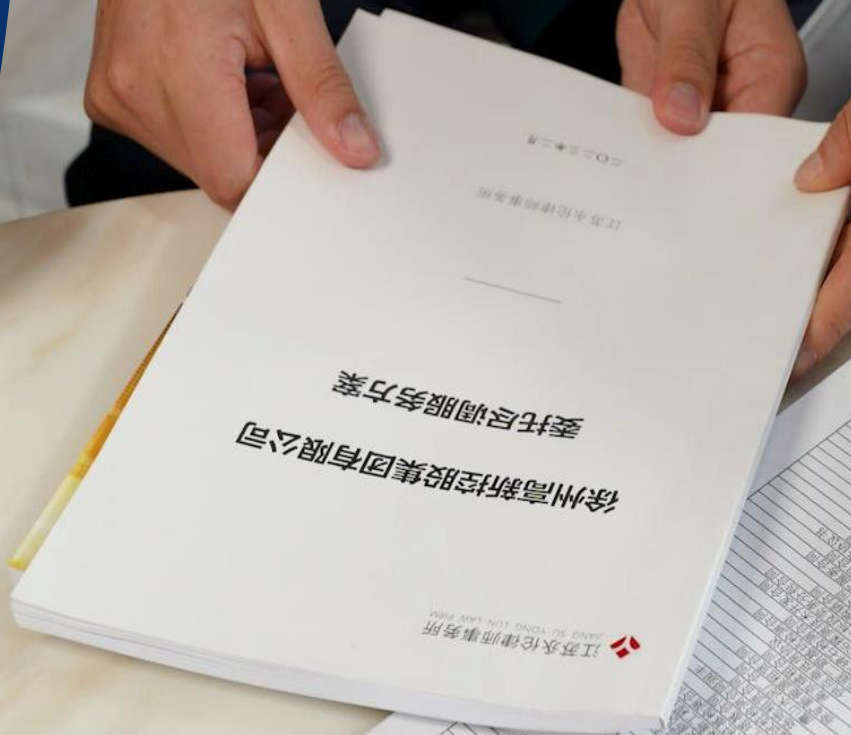 江苏永伦律师事务所
JIANG SU YONG LUN LAW FIRM
徐州高新控股集团有限公司
委托尽调服务方案
江苏永伦律师事务所
二〇二三年二月